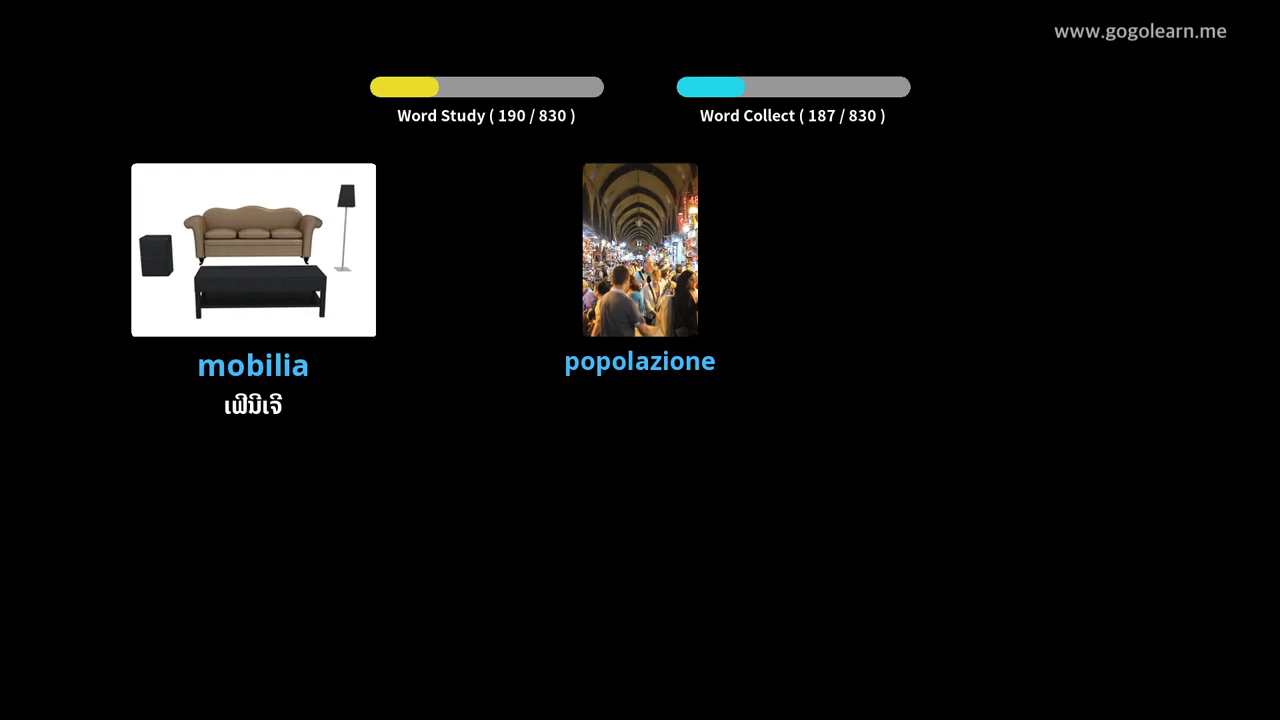 www.gogolearn.me
Word Study ( 190 / 830 )
Word Collect ( 187 / 830 )
mobilia
ເຟີນີເຈີ
popolazione